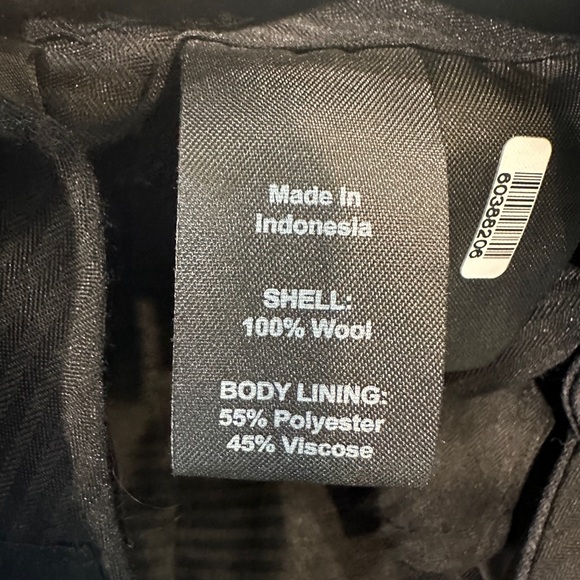 Made In
Indonesia
SHELL:
100% Wool
BODY LINING:
55% Polyester
45% Viscose
60388206